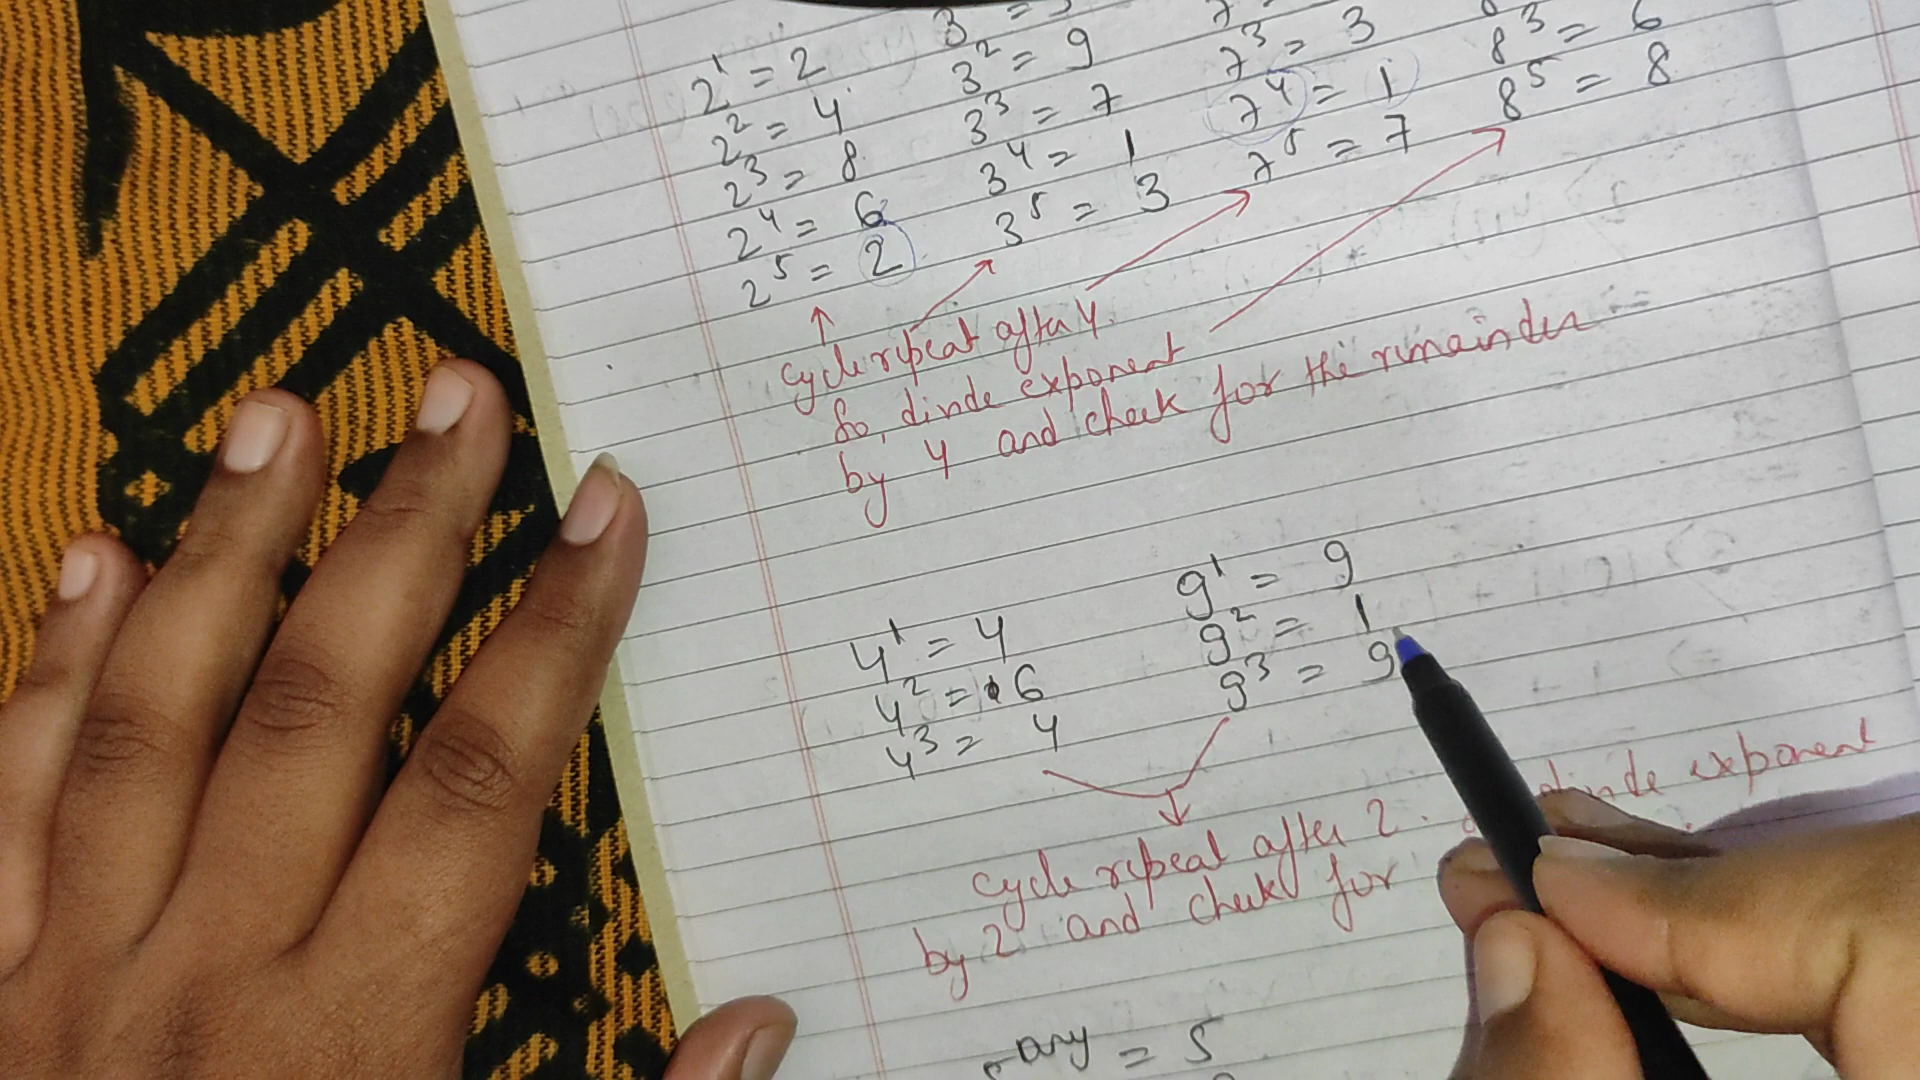 2¹ = 2
2² = 4
2³ = 8
2⁴ = 6
2⁵ = 2
3² = 9
3³ = 7
3⁴ = 1
3⁵ = 3
7³ = 3
7⁴ = 1
7⁵ = 7
8³ = 6
8⁵ = 8
cycle repeat after 4.
So, divide exponent
by 4 and check for the remainder
4¹ = 4
4² = 6
4³ = 4
9¹ = 9
9² = 1
9³ = 9
cycle repeat after 2. divide exponent
by 2 and check for
any = 5